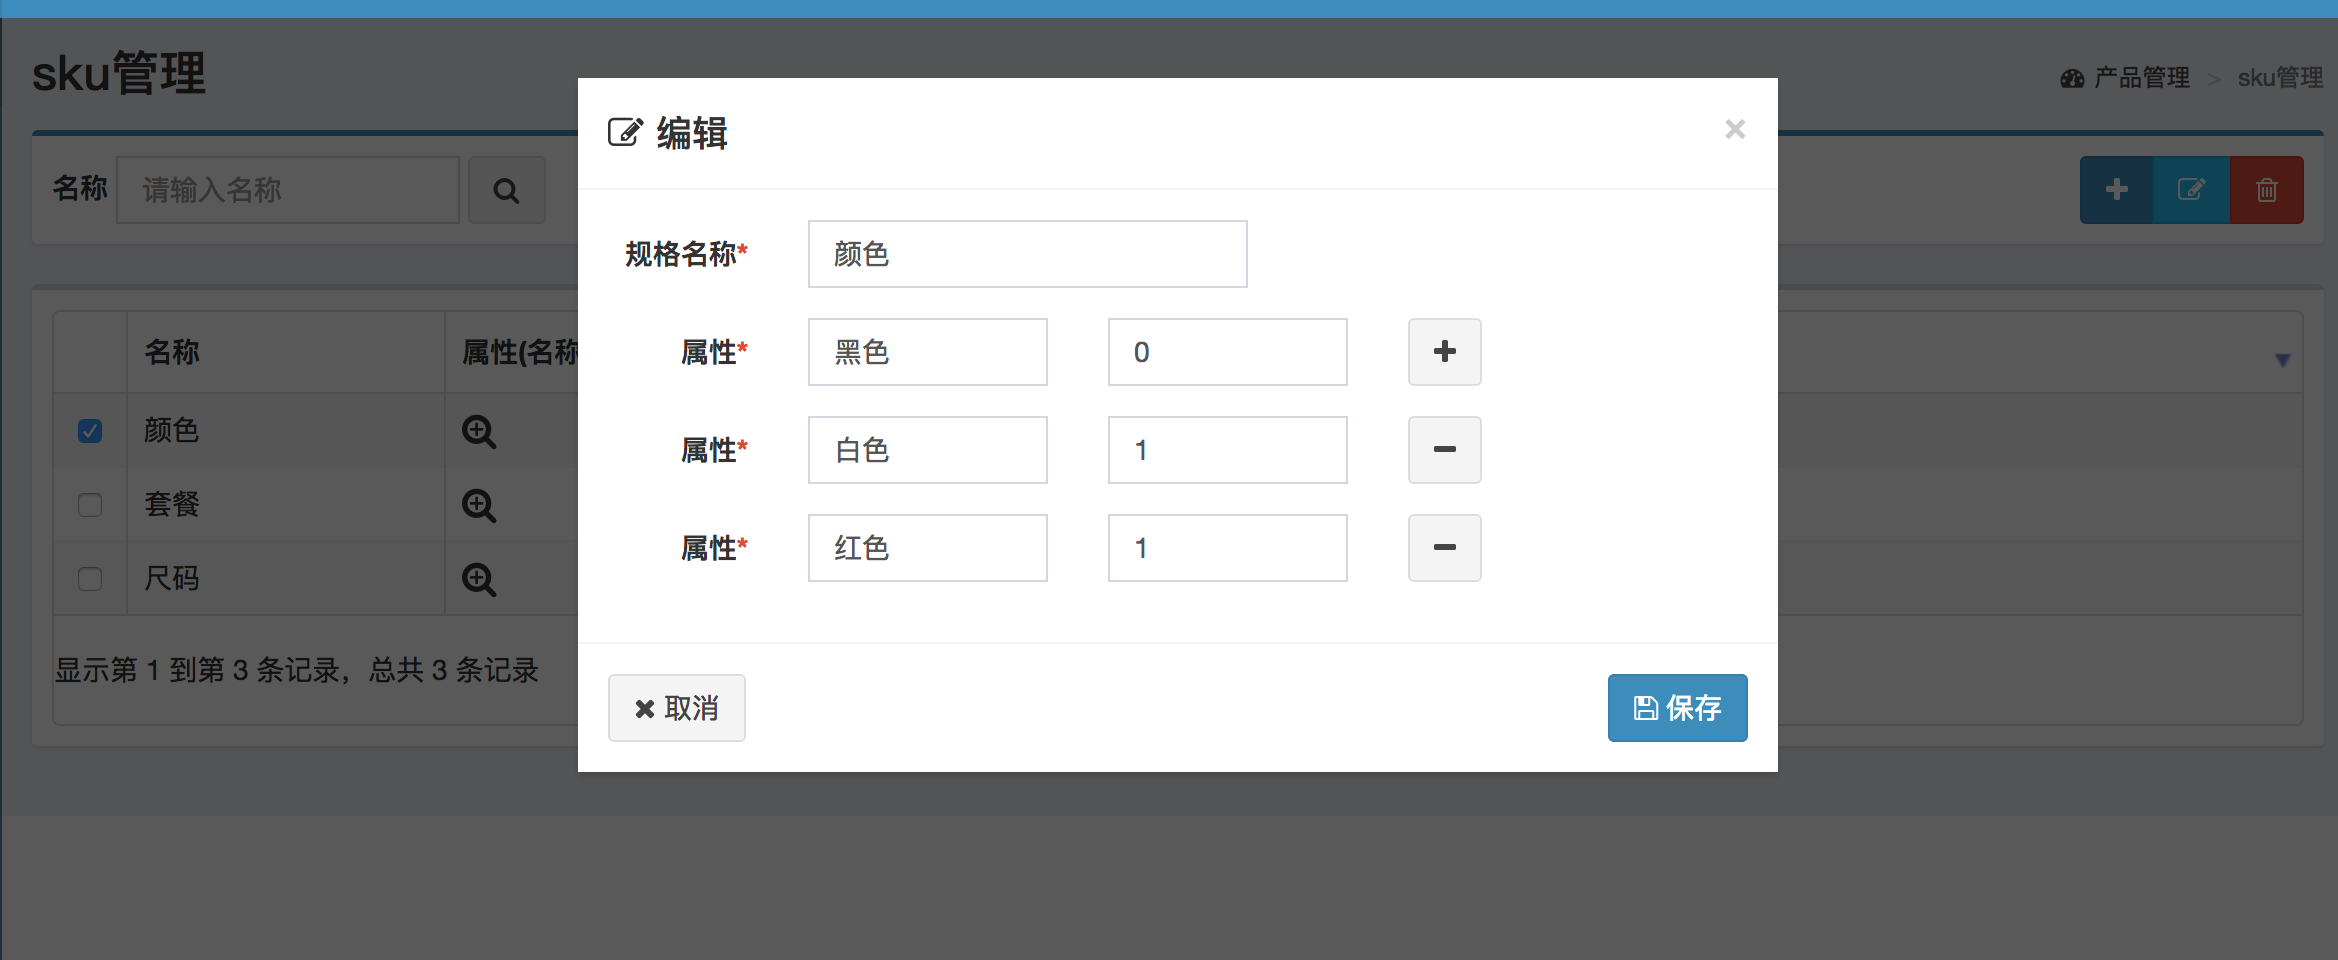 sku管理
产品管理 > sku管理
名称 请输入名称
编辑 ×
规格名称* 颜色
属性* 黑色 0
属性* 白色 1
属性* 红色 1
取消 保存
名称 属性(名称
颜色
套餐
尺码
显示第 1 到第 3 条记录，总共 3 条记录